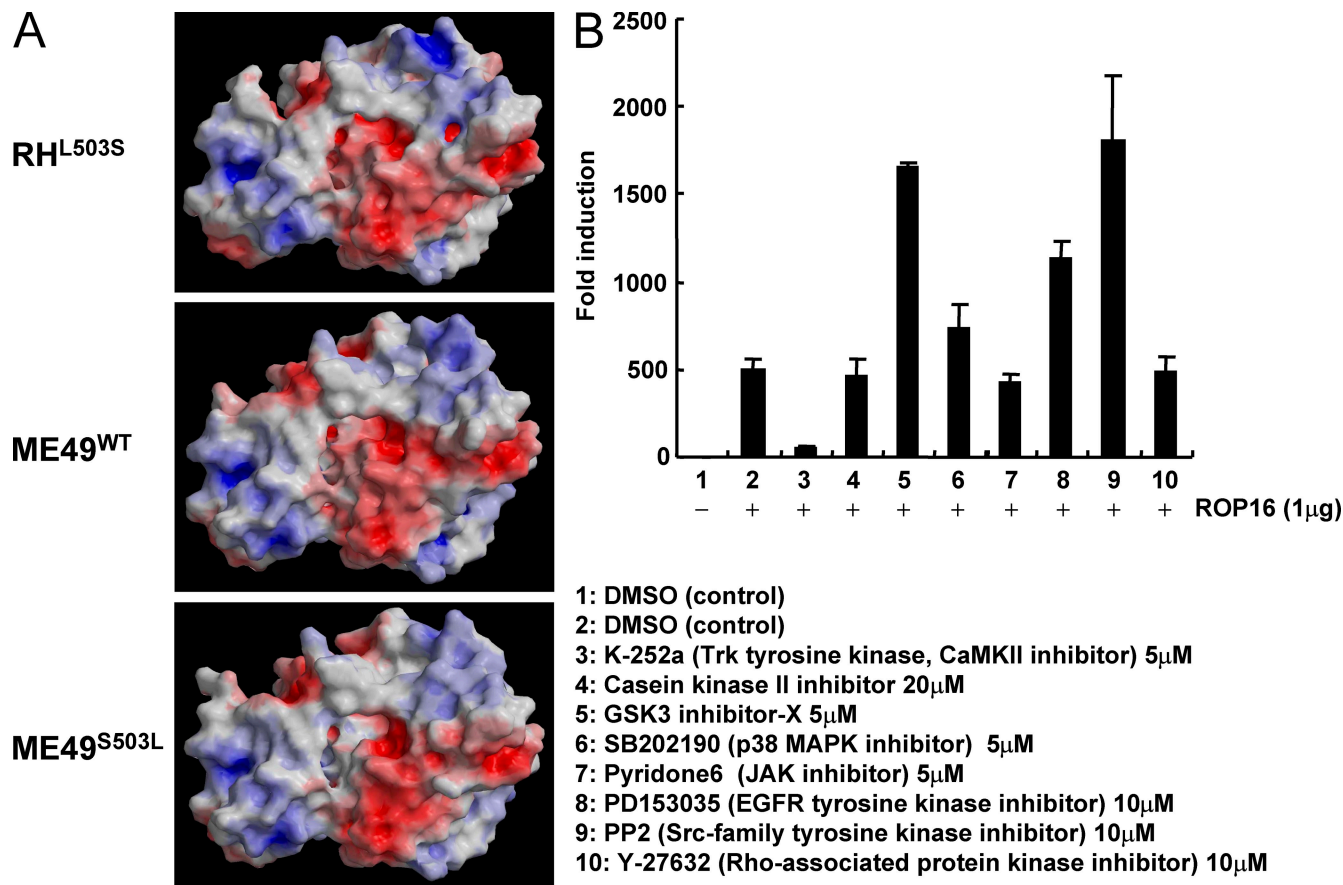 A
RHL503S
ME49WT
ME49S503L
B
Fold induction
2500
2000
1500
1000
500
0
1 2 3 4 5 6 7 8 9 10
− + + + + + + + + + ROP16 (1μg)
1: DMSO (control)
2: DMSO (control)
3: K-252a (Trk tyrosine kinase, CaMKII inhibitor) 5μM
4: Casein kinase II inhibitor 20μM
5: GSK3 inhibitor-X 5μM
6: SB202190 (p38 MAPK inhibitor) 5μM
7: Pyridone6 (JAK inhibitor) 5μM
8: PD153035 (EGFR tyrosine kinase inhibitor) 10μM
9: PP2 (Src-family tyrosine kinase inhibitor) 10μM
10: Y-27632 (Rho-associated protein kinase inhibitor) 10μM